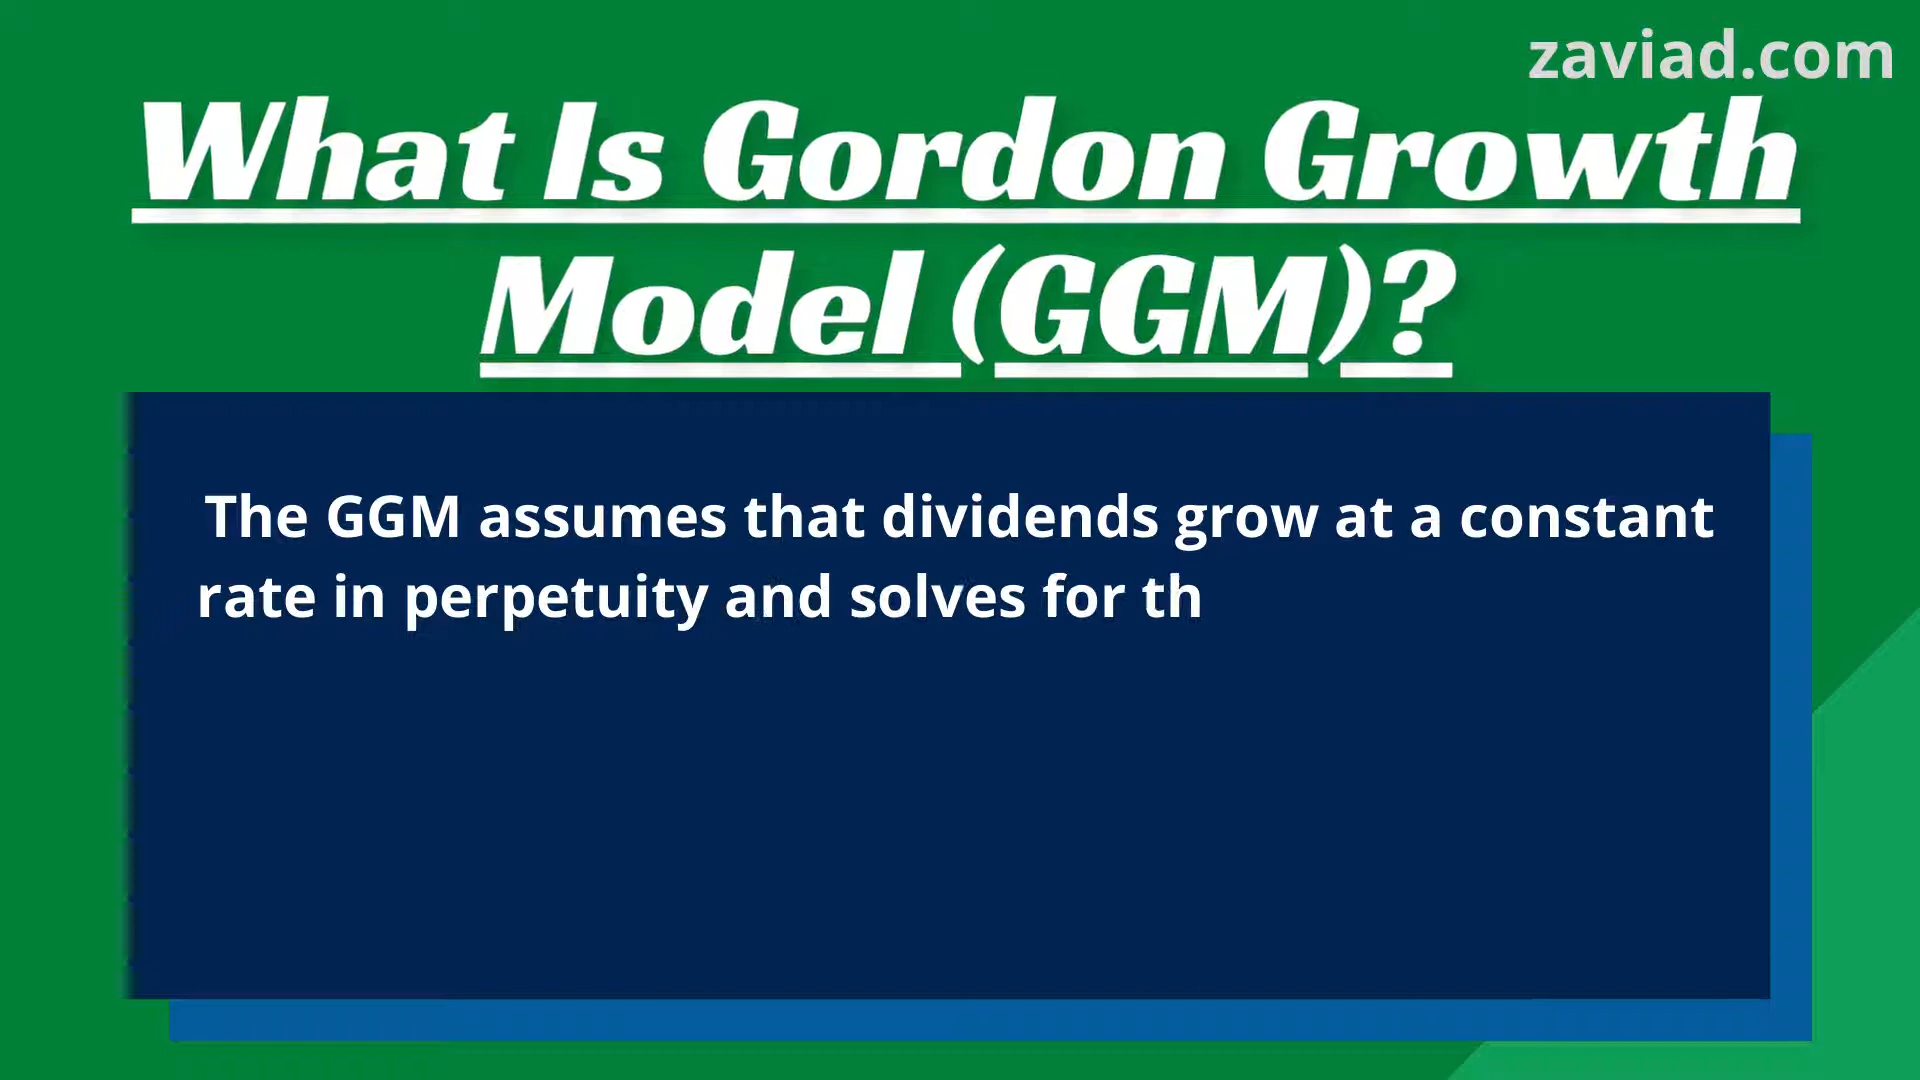 zaviad.com
What Is Gordon Growth
Model (GGM)?
The GGM assumes that dividends grow at a constant
rate in perpetuity and solves for th